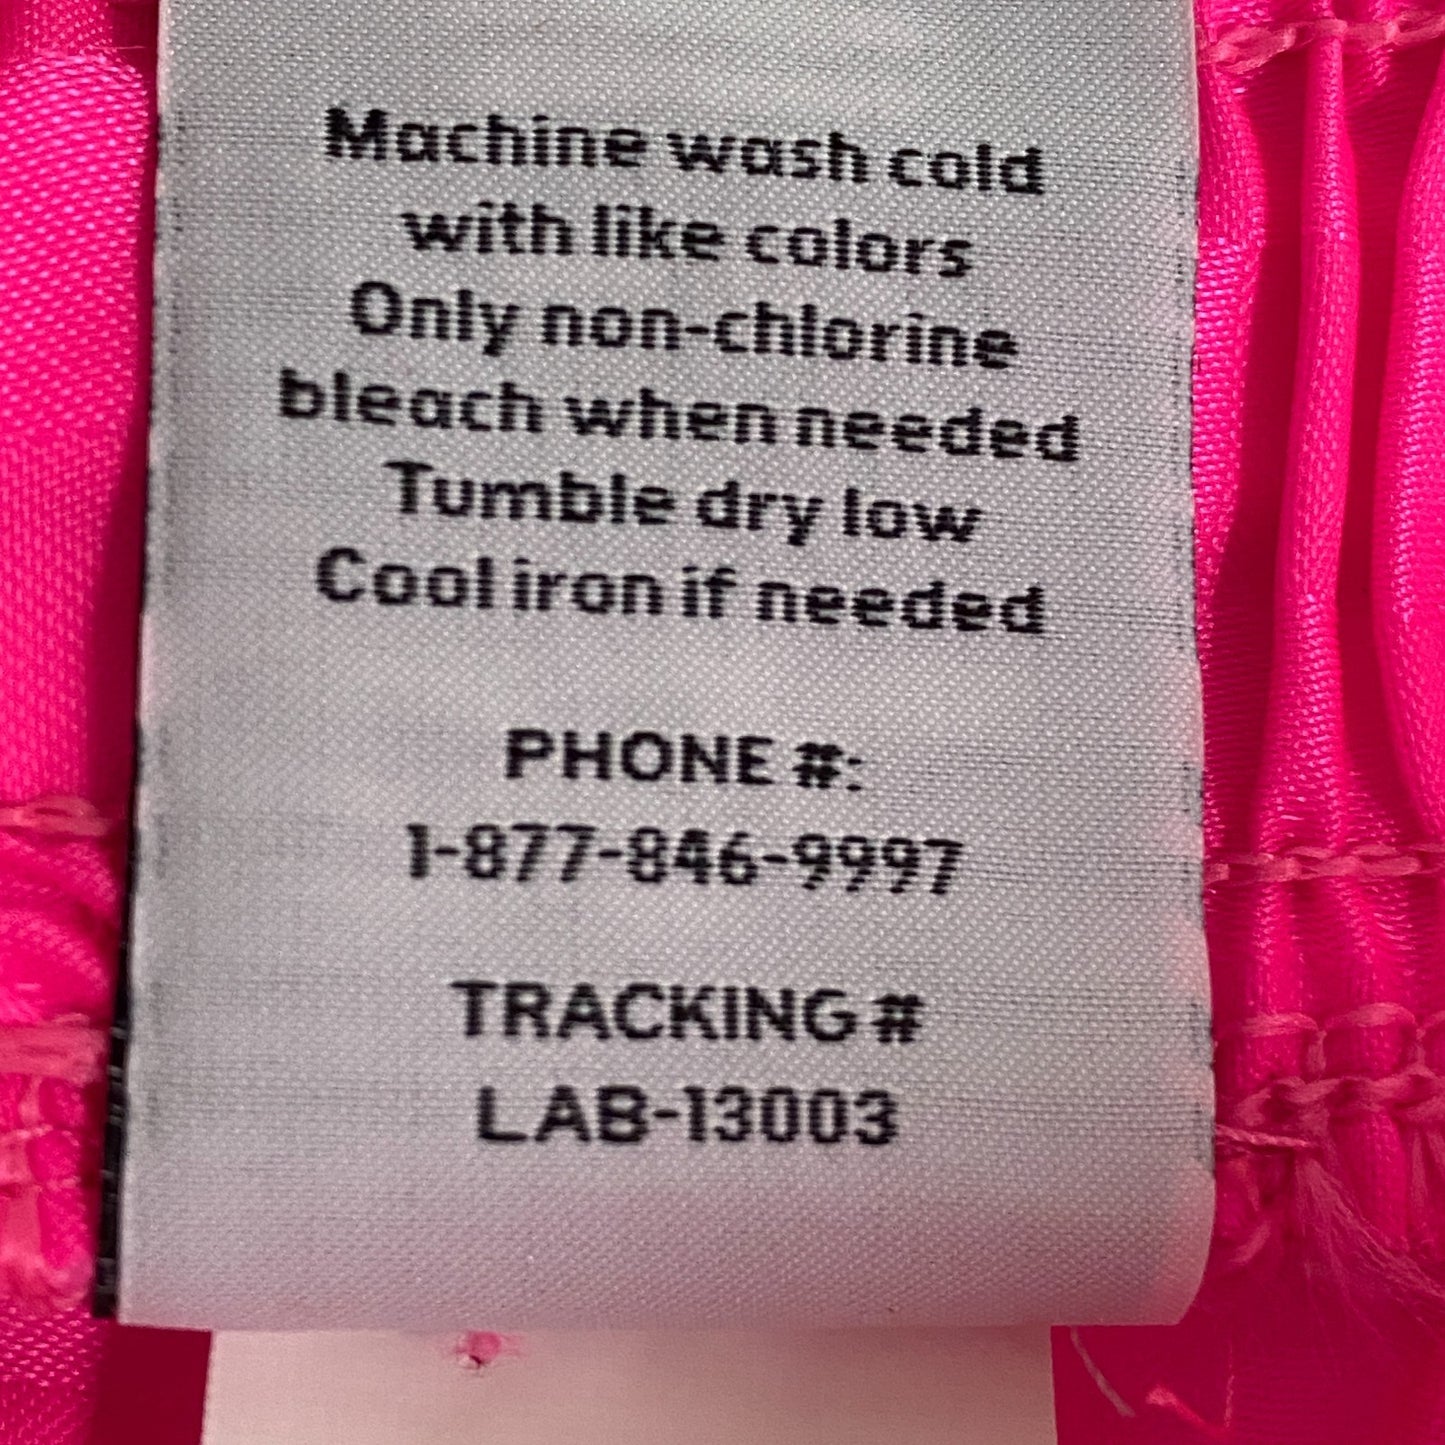 Machine wash cold
with like colors
Only non-chlorine
bleach when needed
Tumble dry low
Cool iron if needed
PHONE #:
1-877-846-9997
TRACKING #
LAB-13003